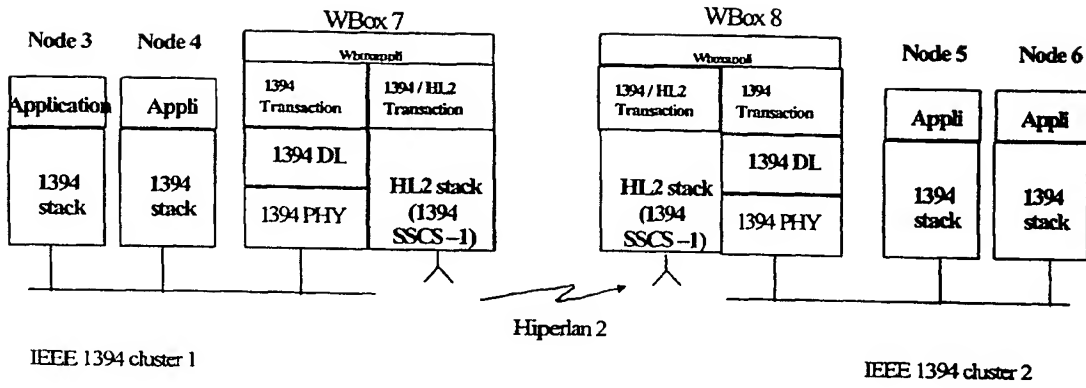 WBox 7
WBox 8
Node 3
Node 4
Node 5
Node 6
Application
Appli
1394
stack
1394
stack
1394
Transaction
1394 / HL2
Transaction
1394 DL
1394 PHY
HL2 stack
(1394
SSCS –1)
1394 / HL2
Transaction
1394
Transaction
HL2 stack
(1394
SSCS –1)
1394 DL
1394 PHY
Appli
Appli
1394
stack
1394
stack
Hiperlan 2
IEEE 1394 cluster 1
IEEE 1394 cluster 2